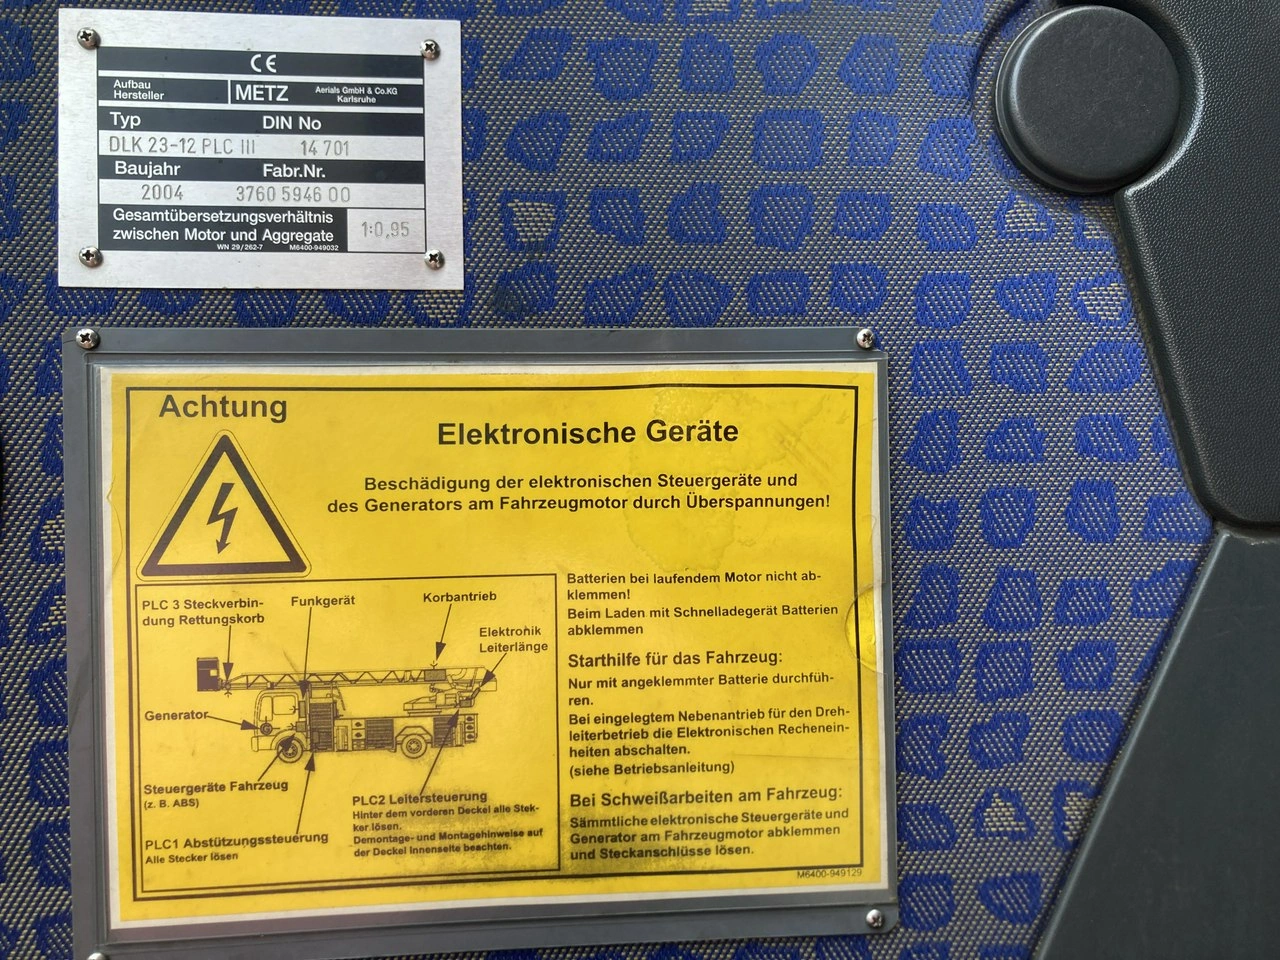 CE
Aufbau
Hersteller
METZ
Aerials GmbH & Co.KG
Karlsruhe
Typ DIN No
DLK 23-12 PLC III 14 701
Baujahr Fabr.Nr.
2004 3760 5946 00
Gesamtübersetzungsverhältnis
zwischen Motor und Aggregate
1:0,95
WN 29/262-7 M6400-949032
Achtung
Elektronische Geräte
Beschädigung der elektronischen Steuergeräte und
des Generators am Fahrzeugmotor durch Überspannungen!
PLC 3 Steckverbin-
dung Rettungskorb
Funkgerät
Korbantrieb
Elektronik
Leiterlänge
Generator
Steuergeräte Fahrzeug
(z. B. ABS)
PLC1 Abstützungssteuerung
Alle Stecker lösen
PLC2 Leitersteuerung
Hinter dem vorderen Deckel alle Stek-
ker lösen.
Demontage- und Montagehinweise auf
der Deckel Innenseite beachten.
Batterien bei laufendem Motor nicht ab-
klemmen!
Beim Laden mit Schnelladegerät Batterien
abklemmen
Starthilfe für das Fahrzeug:
Nur mit angeklemmter Batterie durchfüh-
ren.
Bei eingelegtem Nebenantrieb für den Dreh-
leiterbetrieb die Elektronischen Recheneinheiten
heiten abschalten.
(siehe Betriebsanleitung)
Bei Schweißarbeiten am Fahrzeug:
Sämmtliche elektronische Steuergeräte und
Generator am Fahrzeugmotor abklemmen
und Steckanschlüsse lösen.
M6400-949129